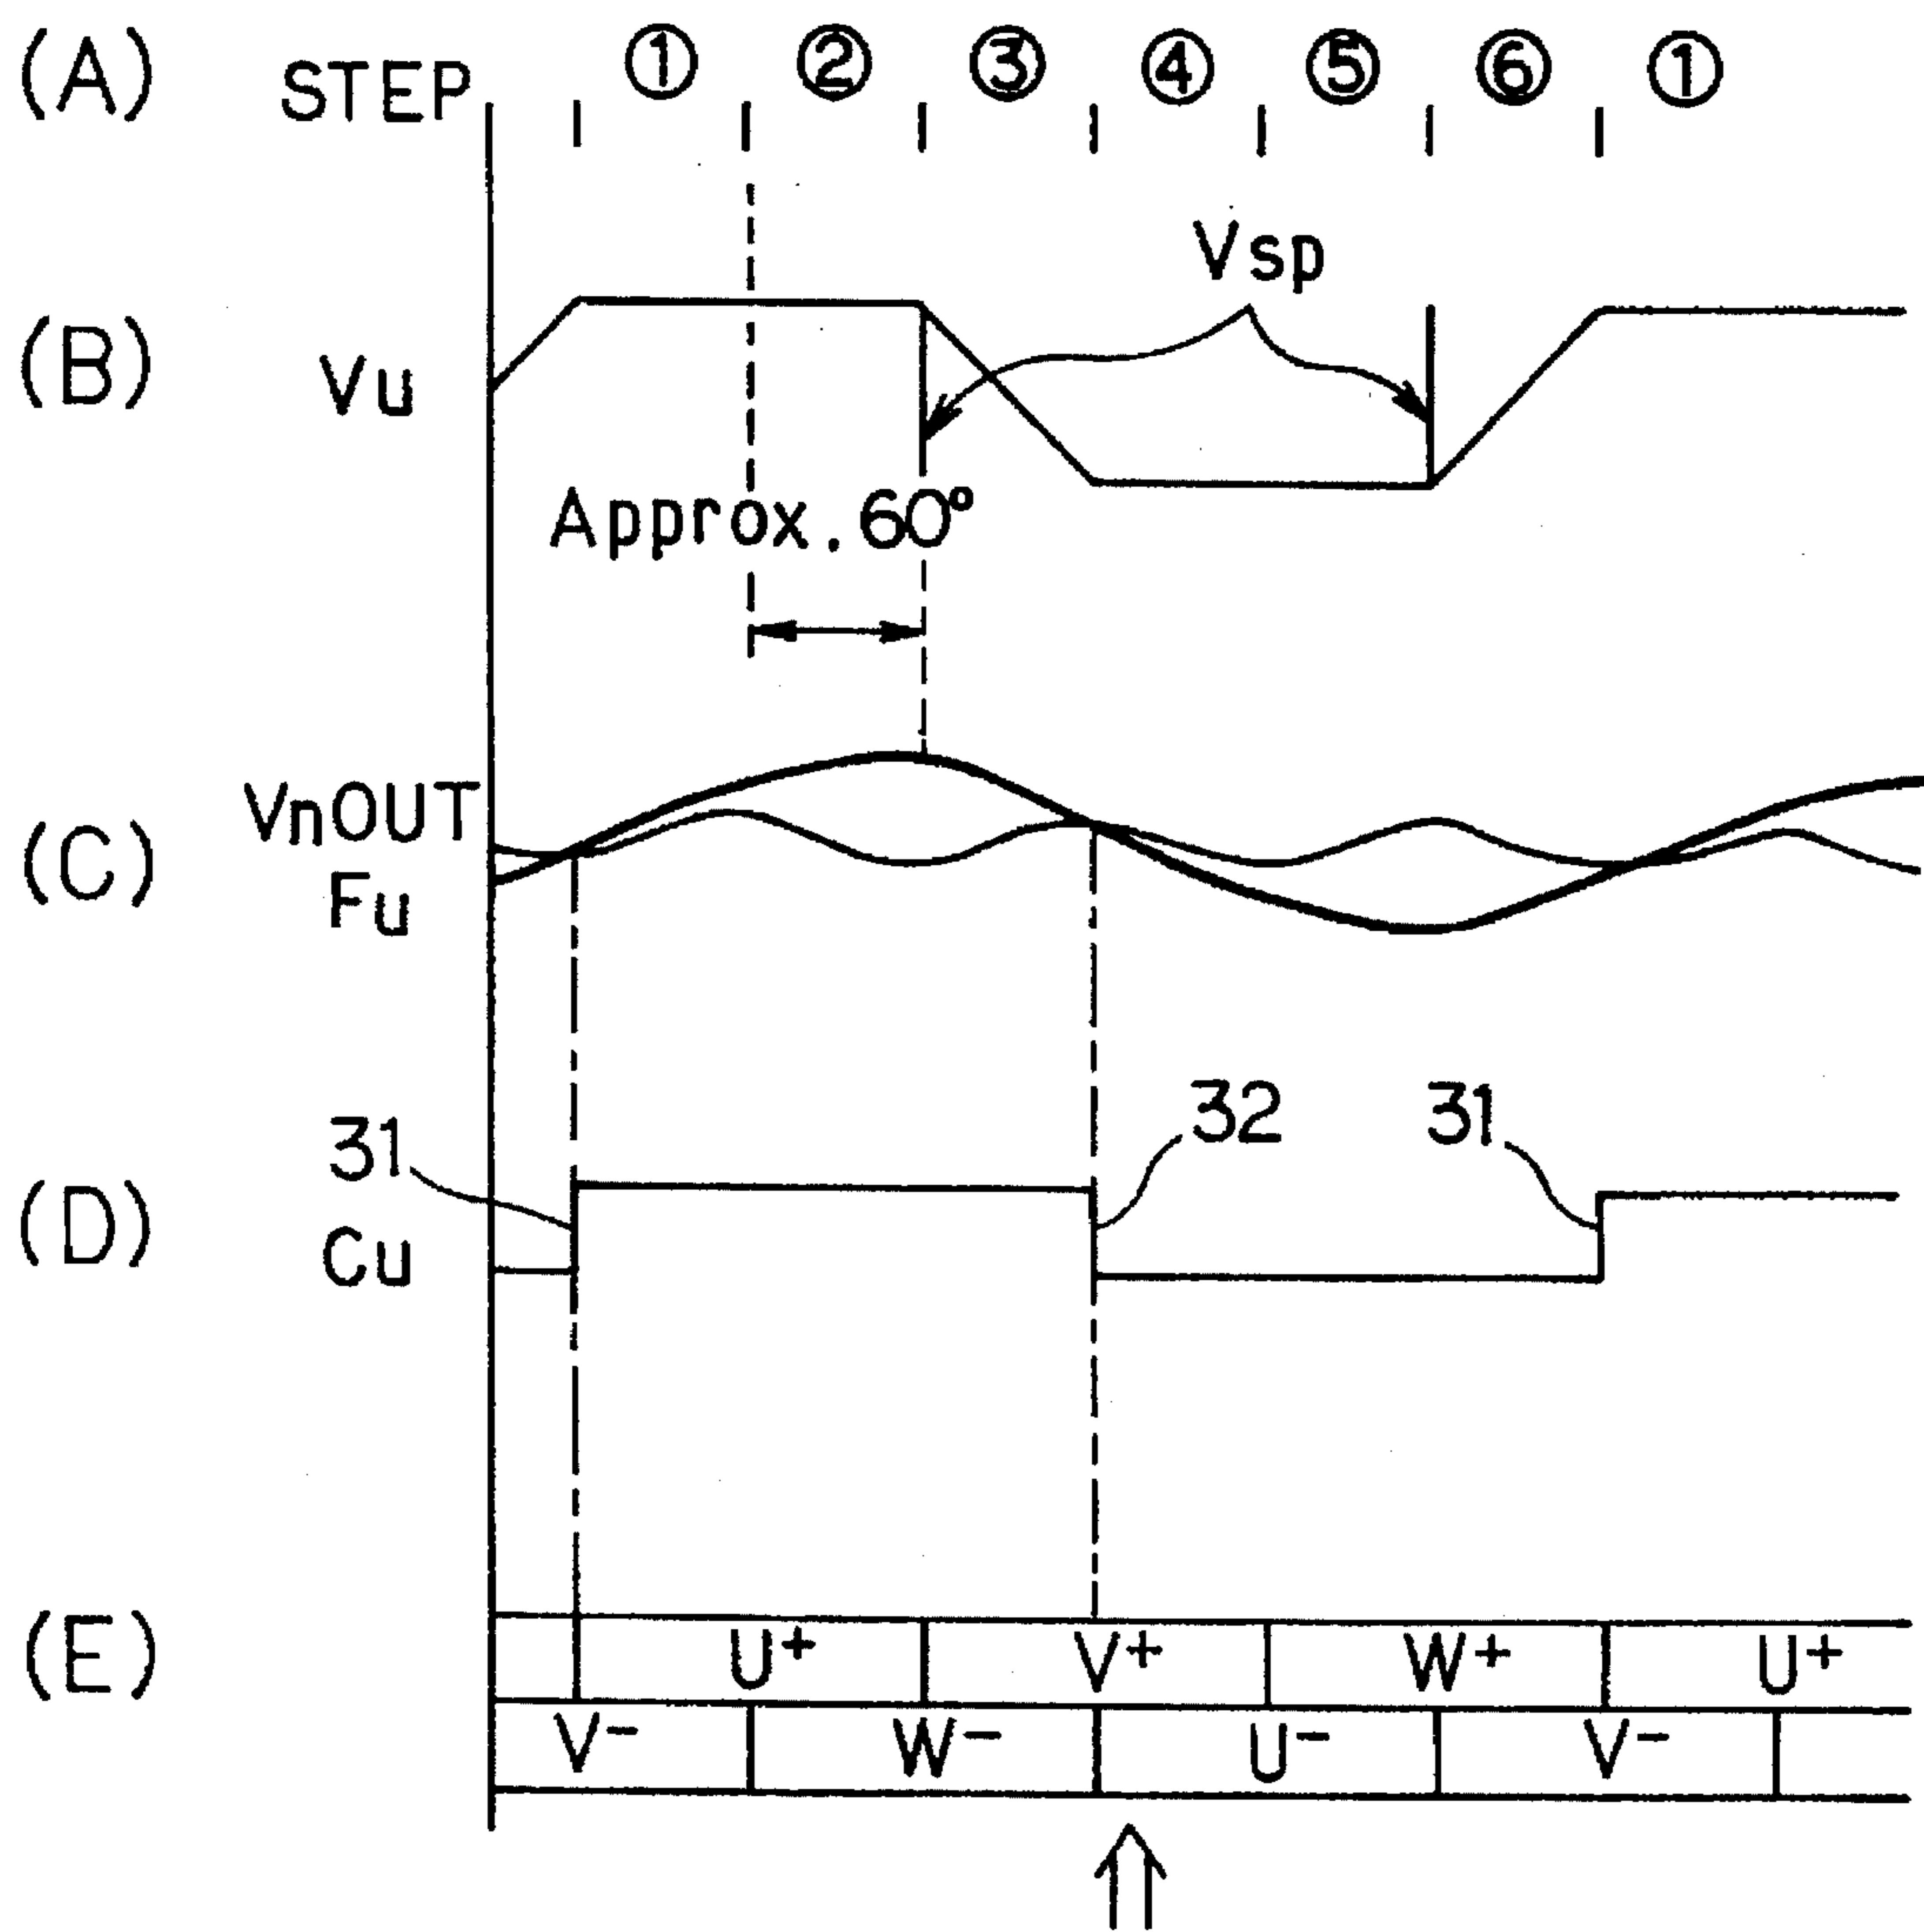 (A) STEP ① ② ③ ④ ⑤ ⑥ ①
Vsp
(B) Vu
Approx. 60°
VnOUT
(C)
Fu
31 32 31
(D) Cu
(E) U+ V+ W+ U+
V- W- U- V-